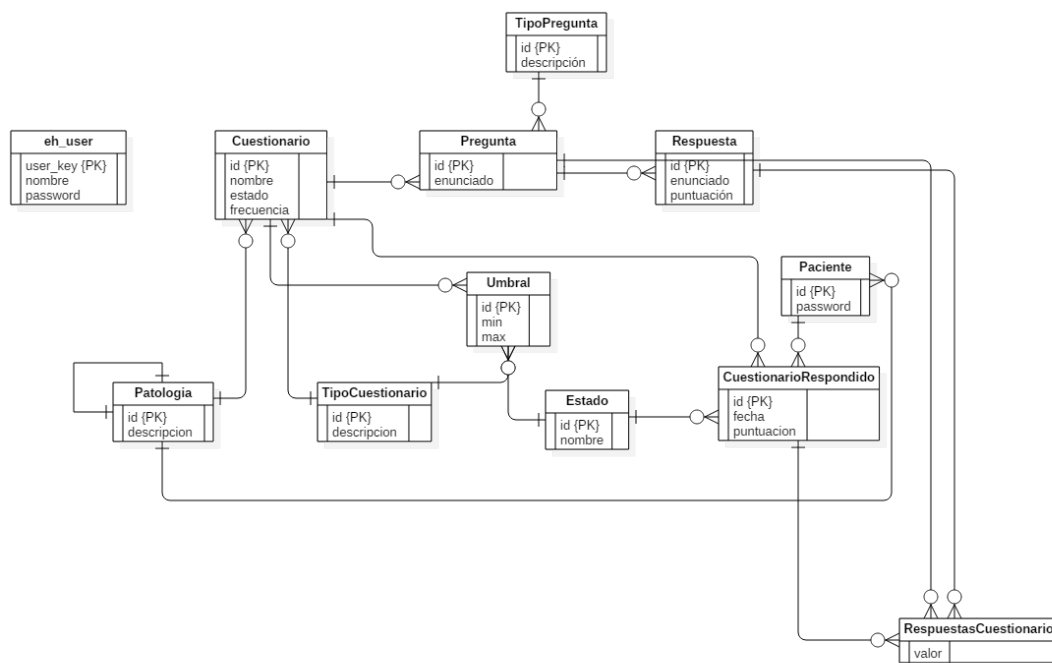 TipoPregunta
id {PK}
descripción
eh_user
user_key {PK}
nombre
password
Cuestionario
id {PK}
nombre
estado
frecuencia
Pregunta
id {PK}
enunciado
Respuesta
id {PK}
enunciado
puntuación
Umbral
id {PK}
min
max
Paciente
id {PK}
password
Patologia
id {PK}
descripcion
TipoCuestionario
id {PK}
descripcion
Estado
id {PK}
nombre
CuestionarioRespondido
id {PK}
fecha
puntuacion
RespuestasCuestionario
valor